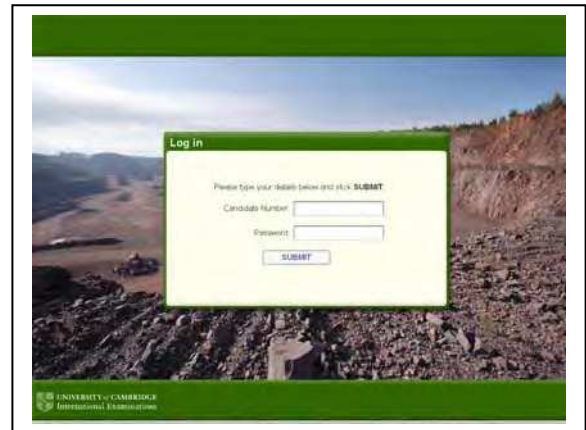 Log in
Please type your details below and click SUBMIT
Candidate Number
Password
SUBMIT
UNIVERSITY of CAMBRIDGE
International Examinations